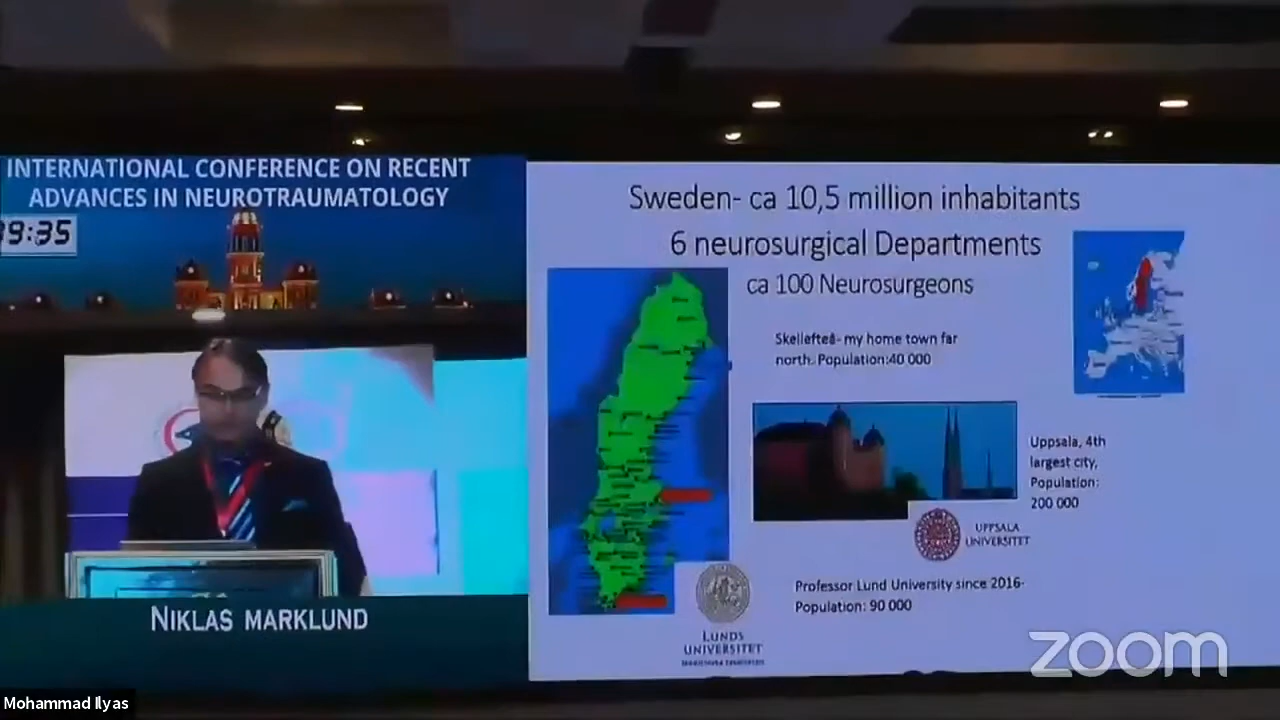 INTERNATIONAL CONFERENCE ON RECENT
ADVANCES IN NEUROTRAUMATOLOGY
9:35
NIKLAS MARKLUND
Sweden- ca 10,5 million inhabitants
6 neurosurgical Departments
ca 100 Neurosurgeons
Skellefteå- my home town far
north. Population:40 000
Uppsala, 4th
largest city,
Population:
200 000
UPPSALA
UNIVERSITET
Professor Lund University since 2016-
Population: 90 000
LUNDS
UNIVERSITET
zoom
Mohammad Ilyas